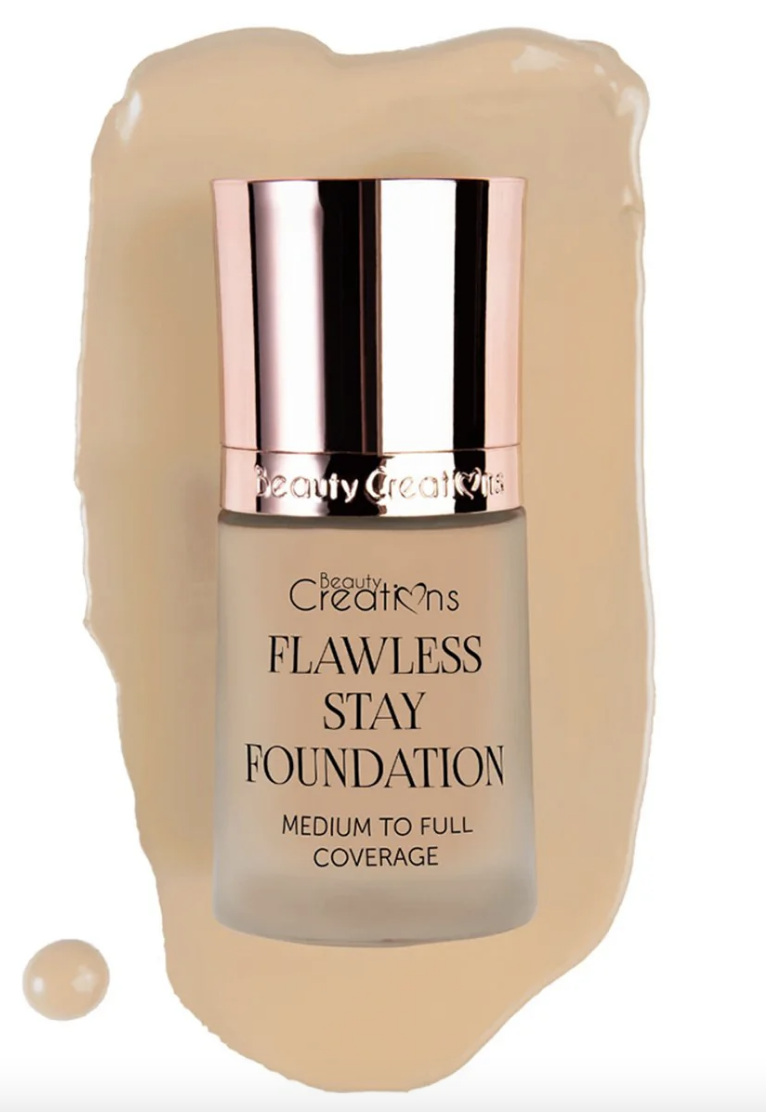 Beauty Creations
Beauty
Creations
FLAWLESS
STAY
FOUNDATION
MEDIUM TO FULL
COVERAGE